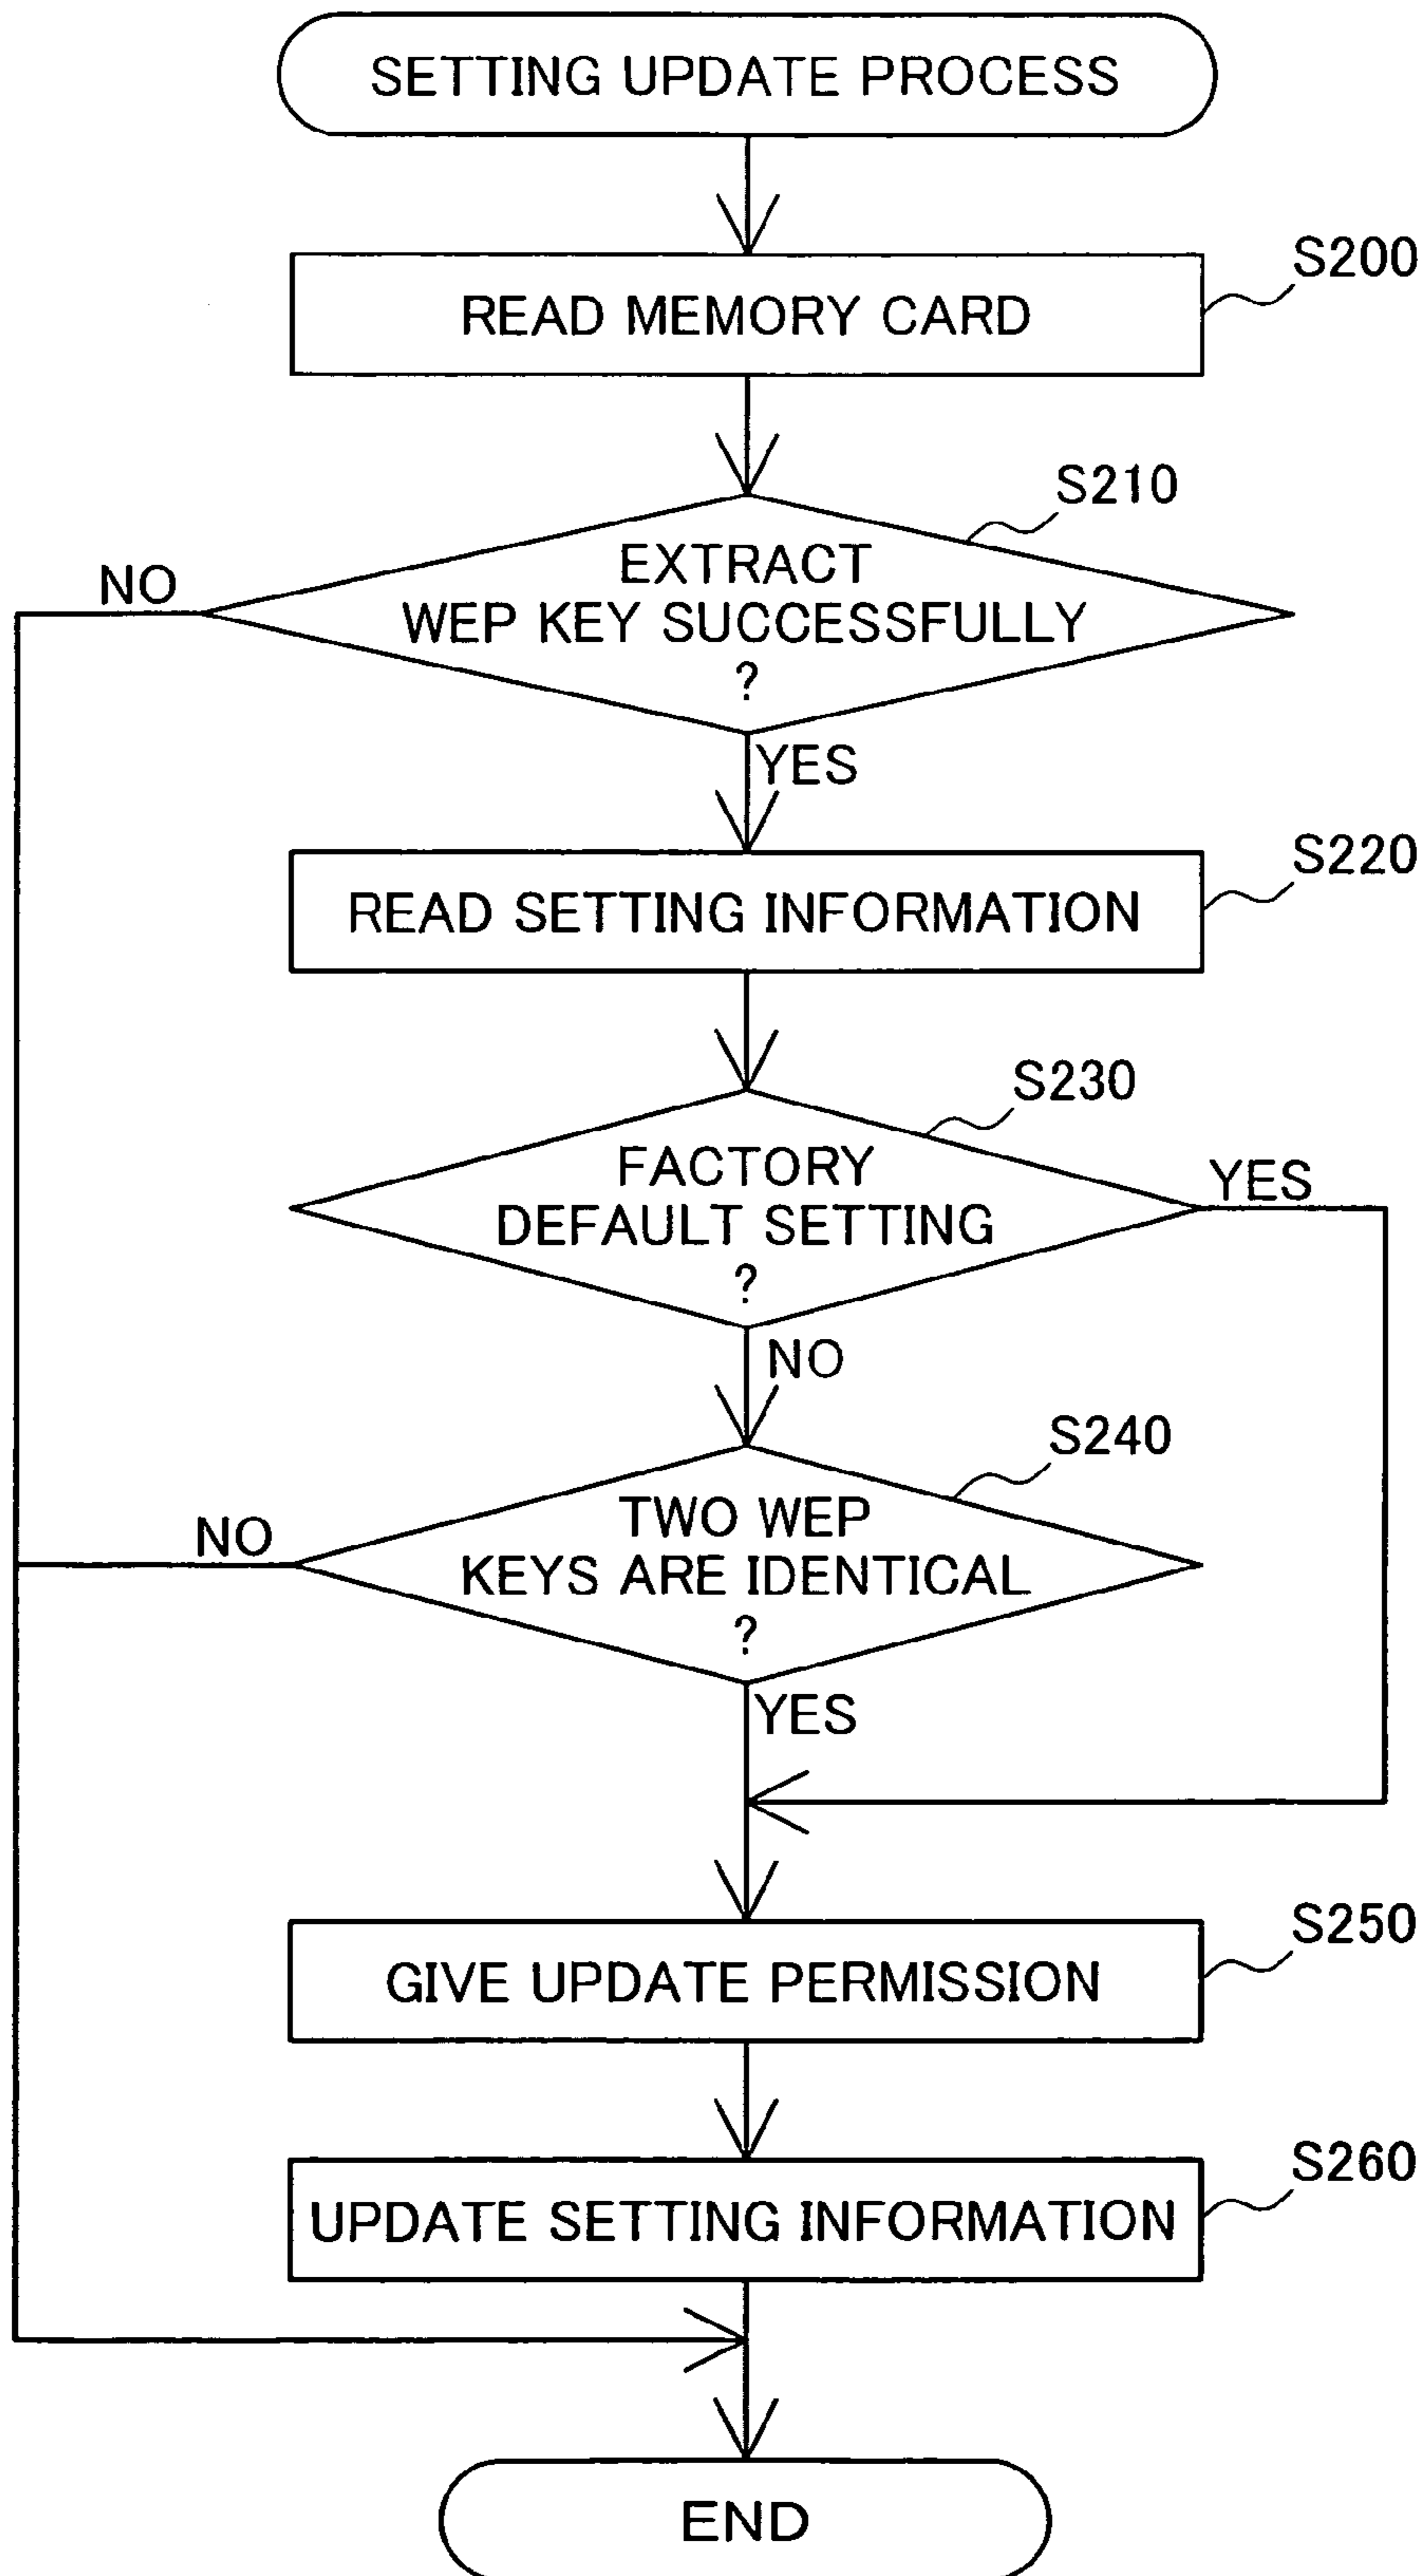 SETTING UPDATE PROCESS
S200
READ MEMORY CARD
S210
EXTRACT
WEP KEY SUCCESSFULLY
?
NO
YES
S220
READ SETTING INFORMATION
S230
FACTORY
DEFAULT SETTING
?
YES
NO
S240
TWO WEP
KEYS ARE IDENTICAL
?
NO
YES
S250
GIVE UPDATE PERMISSION
S260
UPDATE SETTING INFORMATION
END